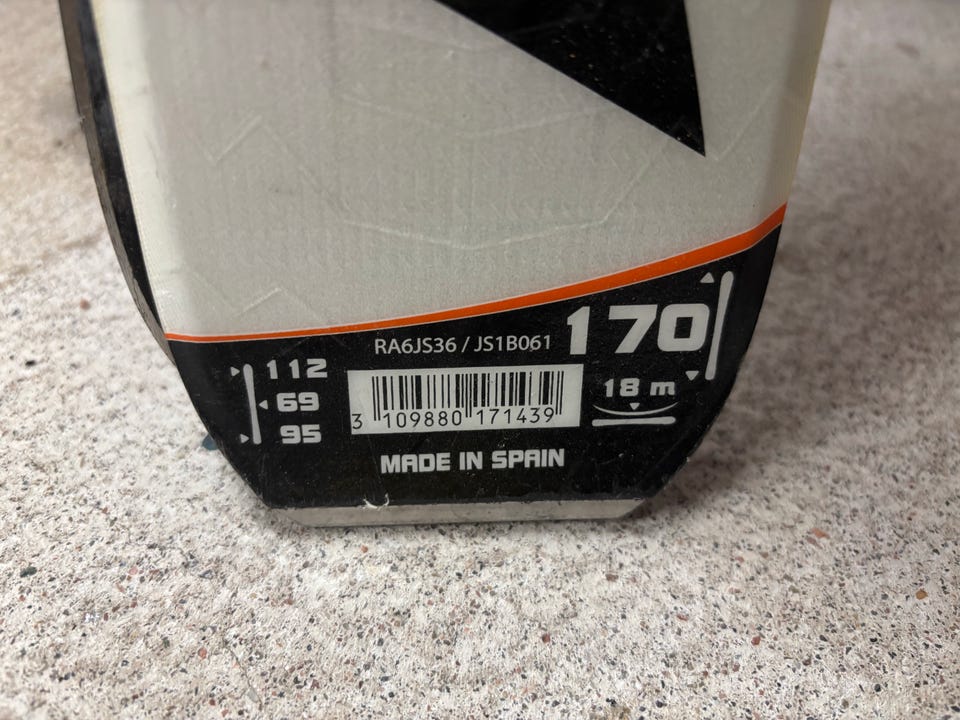 RA6JS36 / JS1B061
170
112
69
95
18 m
3 109880 171439
MADE IN SPAIN